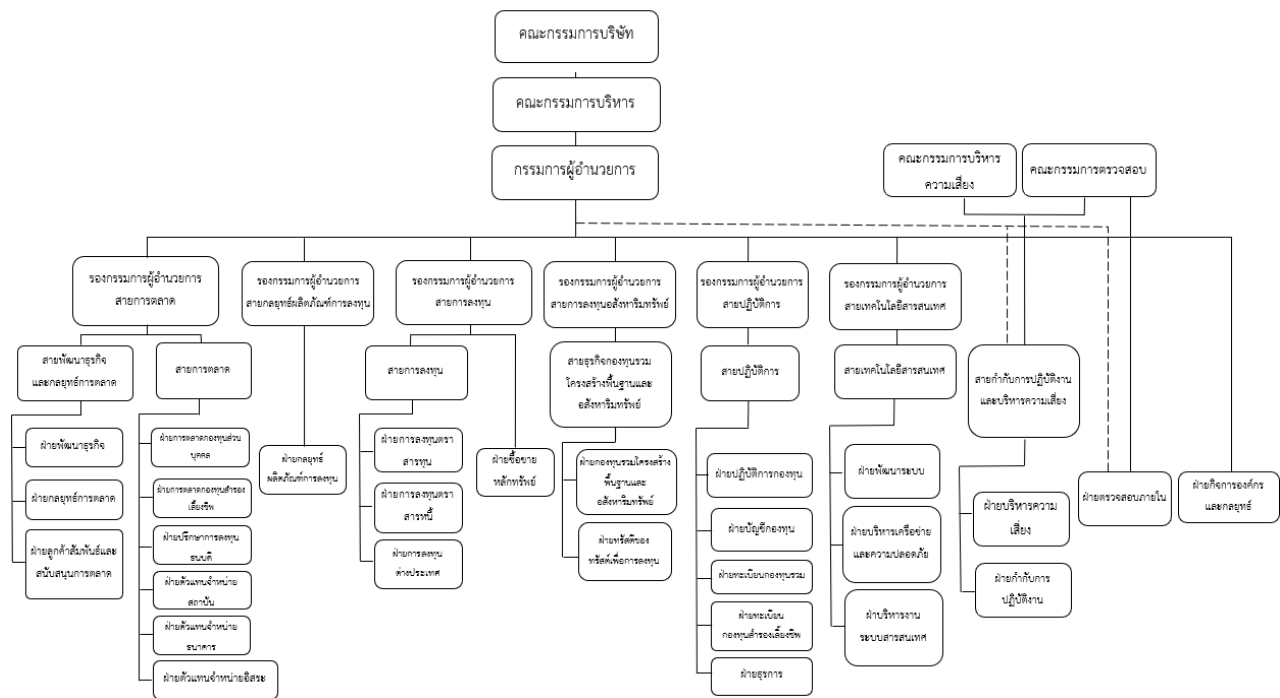 คณะกรรมการบริษัท
คณะกรรมการบริหาร
กรรมการผู้อำนวยการ
คณะกรรมการบริหาร
ความเสี่ยง
คณะกรรมการตรวจสอบ
รองกรรมการผู้อำนวยการ
สายการตลาด
รองกรรมการผู้อำนวยการ
สายกลยุทธ์ผลิตภัณฑ์การลงทุน
รองกรรมการผู้อำนวยการ
สายการลงทุน
รองกรรมการผู้อำนวยการ
สายการลงทุนอสังหาริมทรัพย์
รองกรรมการผู้อำนวยการ
สายปฏิบัติการ
รองกรรมการผู้อำนวยการ
สายเทคโนโลยีสารสนเทศ
สายพัฒนาธุรกิจ
และกลยุทธ์การตลาด
สายการตลาด
สายการลงทุน
สายธุรกิจกองทุนรวม
โครงสร้างพื้นฐานและ
อสังหาริมทรัพย์
สายปฏิบัติการ
สายเทคโนโลยีสารสนเทศ
สายกำกับการปฏิบัติงาน
และบริหารความเสี่ยง
ฝ่ายพัฒนาธุรกิจ
ฝ่ายกลยุทธ์การตลาด
ฝ่ายลูกค้าสัมพันธ์และ
สนับสนุนการตลาด
ฝ่ายการตลาดกองทุนส่วน
บุคคล
ฝ่ายการตลาดกองทุนสำรอง
เลี้ยงชีพ
ฝ่ายปรึกษาการลงทุน
ธนบดี
ฝ่ายตัวแทนจำหน่าย
สถาบัน
ฝ่ายตัวแทนจำหน่าย
ธนาคาร
ฝ่ายตัวแทนจำหน่ายอิสระ
ฝ่ายกลยุทธ์
ผลิตภัณฑ์การลงทุน
ฝ่ายการลงทุนตรา
สารทุน
ฝ่ายการลงทุนตรา
สารหนี้
ฝ่ายการลงทุน
ต่างประเทศ
ฝ่ายซื้อขาย
หลักทรัพย์
ฝ่ายกองทุนรวมโครงสร้าง
พื้นฐานและ
อสังหาริมทรัพย์
ฝ่ายทรัสตีของ
ทรัสต์เพื่อการลงทุน
ฝ่ายปฏิบัติการกองทุน
ฝ่ายบัญชีกองทุน
ฝ่ายทะเบียนกองทุนรวม
ฝ่ายทะเบียน
กองทุนสำรองเลี้ยงชีพ
ฝ่ายธุรการ
ฝ่ายพัฒนาระบบ
ฝ่ายบริหารเครือข่าย
และความปลอดภัย
ฝ่าบริหารงาน
ระบบสารสนเทศ
ฝ่ายบริหารความ
เสี่ยง
ฝ่ายกำกับการ
ปฏิบัติงาน
ฝ่ายตรวจสอบภายใน
ฝ่ายกิจการองค์กร
และกลยุทธ์